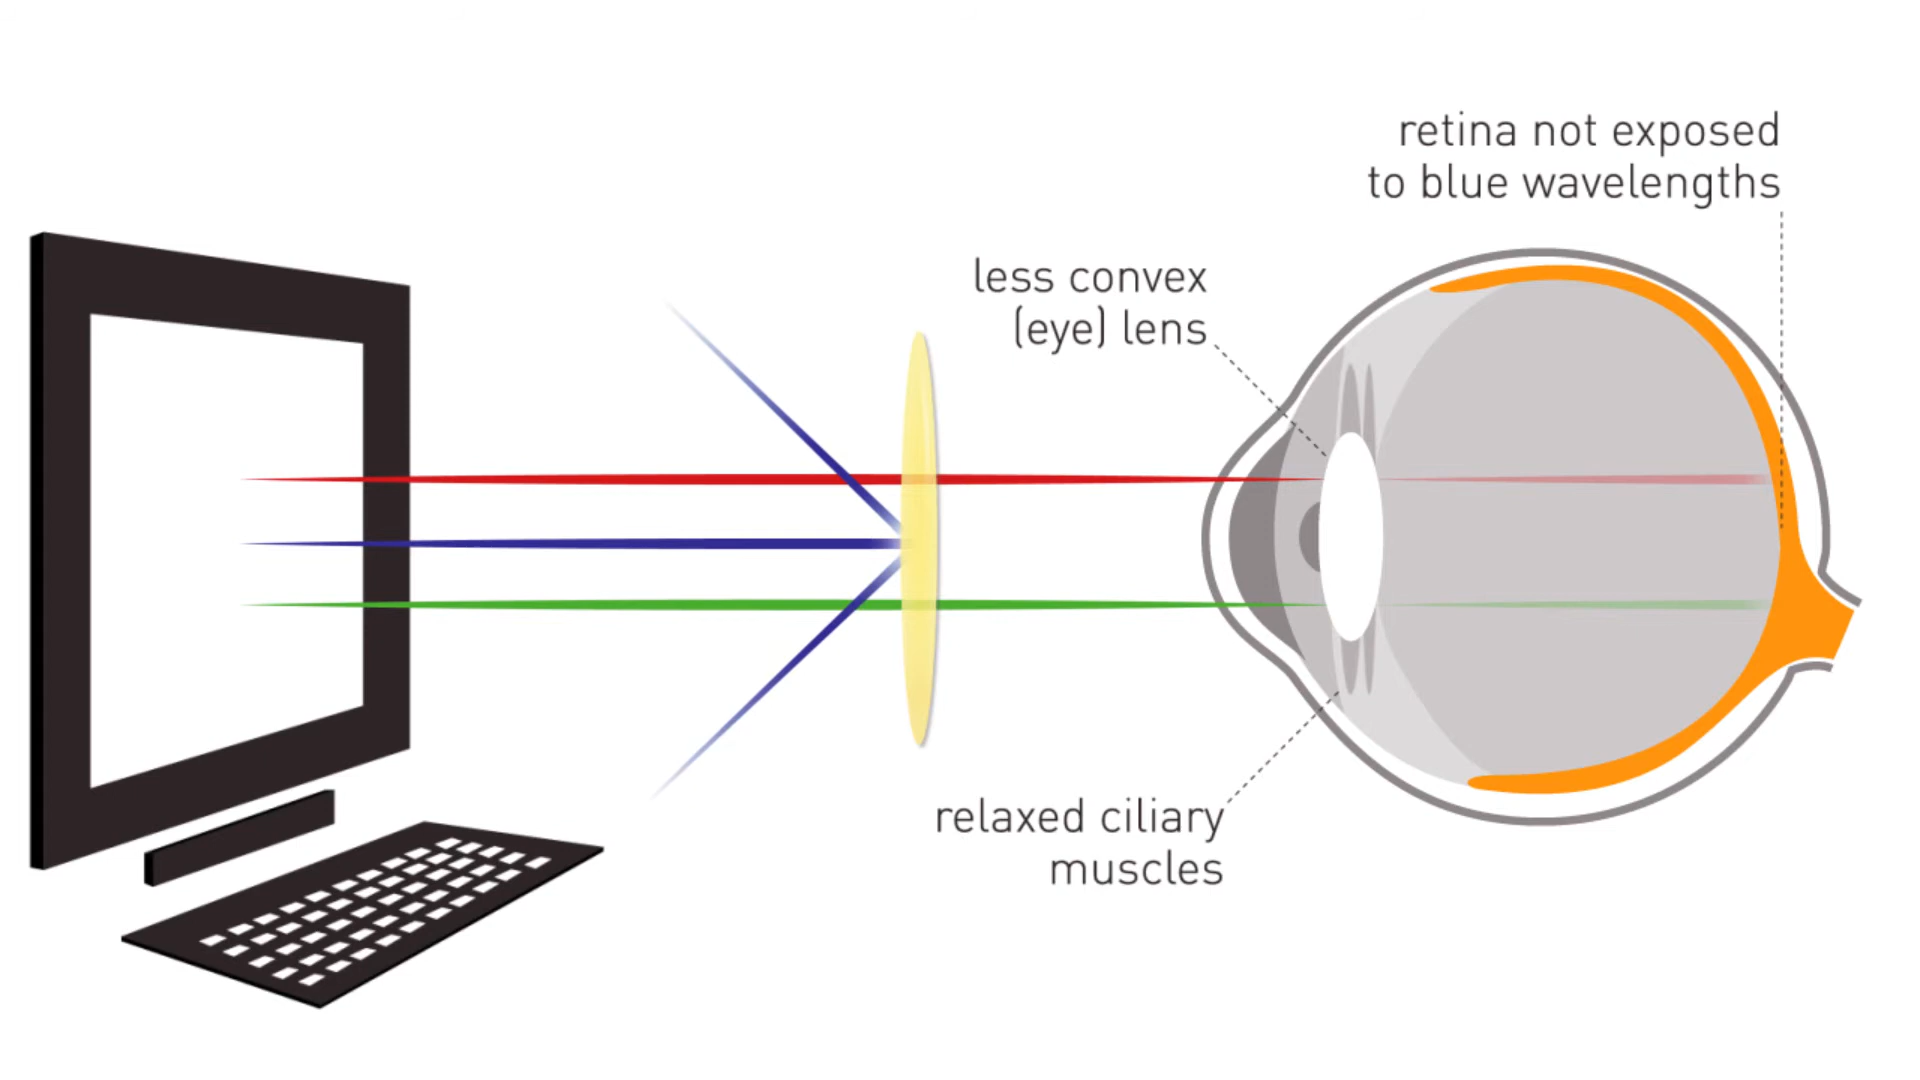 retina not exposed
to blue wavelengths
less convex
(eye) lens
relaxed ciliary
muscles